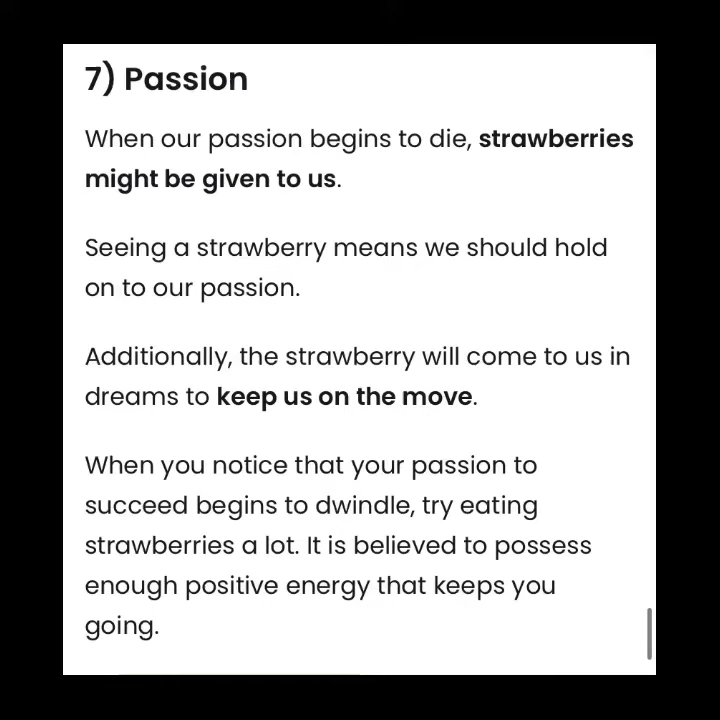 7) Passion
When our passion begins to die, strawberries
might be given to us.
Seeing a strawberry means we should hold
on to our passion.
Additionally, the strawberry will come to us in
dreams to keep us on the move.
When you notice that your passion to
succeed begins to dwindle, try eating
strawberries a lot. It is believed to possess
enough positive energy that keeps you
going.